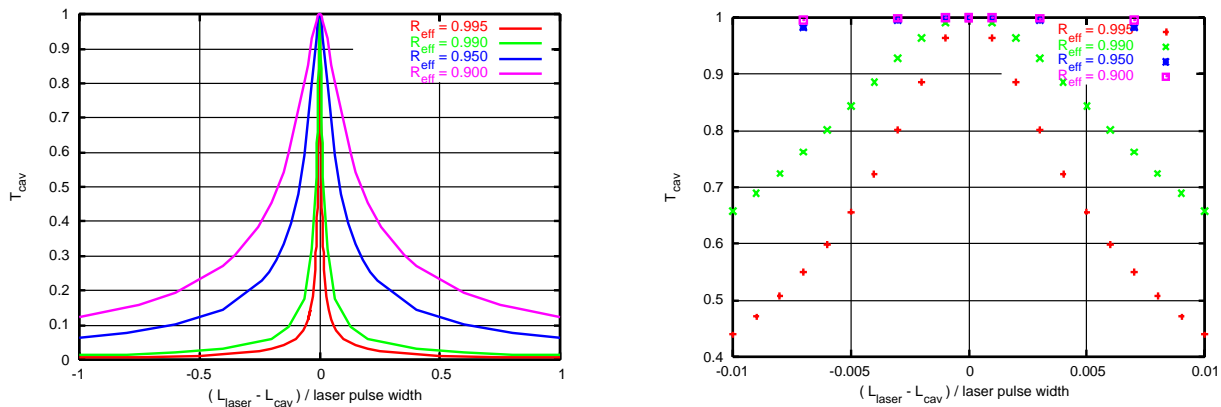 1
0.9
0.8
0.7
0.6
0.5
0.4
0.3
0.2
0.1
0
T_cav
-1
-0.5
0
0.5
1
( L_laser - L_cav ) / laser pulse width
R_eff = 0.995
R_eff = 0.990
R_eff = 0.950
R_eff = 0.900
1
0.9
0.8
0.7
0.6
0.5
0.4
T_cav
-0.01
-0.005
0
0.005
0.01
( L_laser - L_cav ) / laser pulse width
R_eff = 0.995
R_eff = 0.990
R_eff = 0.950
R_eff = 0.900